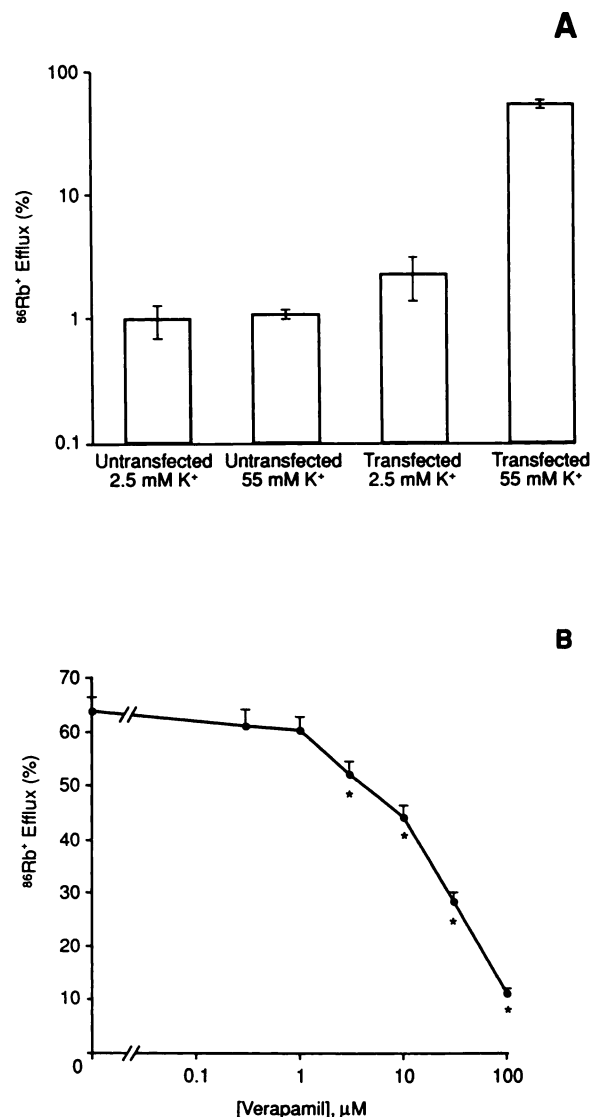 A
100
10
1
0.1
⁸⁶Rb⁺ Efflux (%)
Untransfected Untransfected Transfected Transfected
2.5 mM K⁺ 55 mM K⁺ 2.5 mM K⁺ 55 mM K⁺
B
70
60
50
40
30
20
10
0
⁸⁶Rb⁺ Efflux (%)
* * * *
0.1 1 10 100
[Verapamil], μM